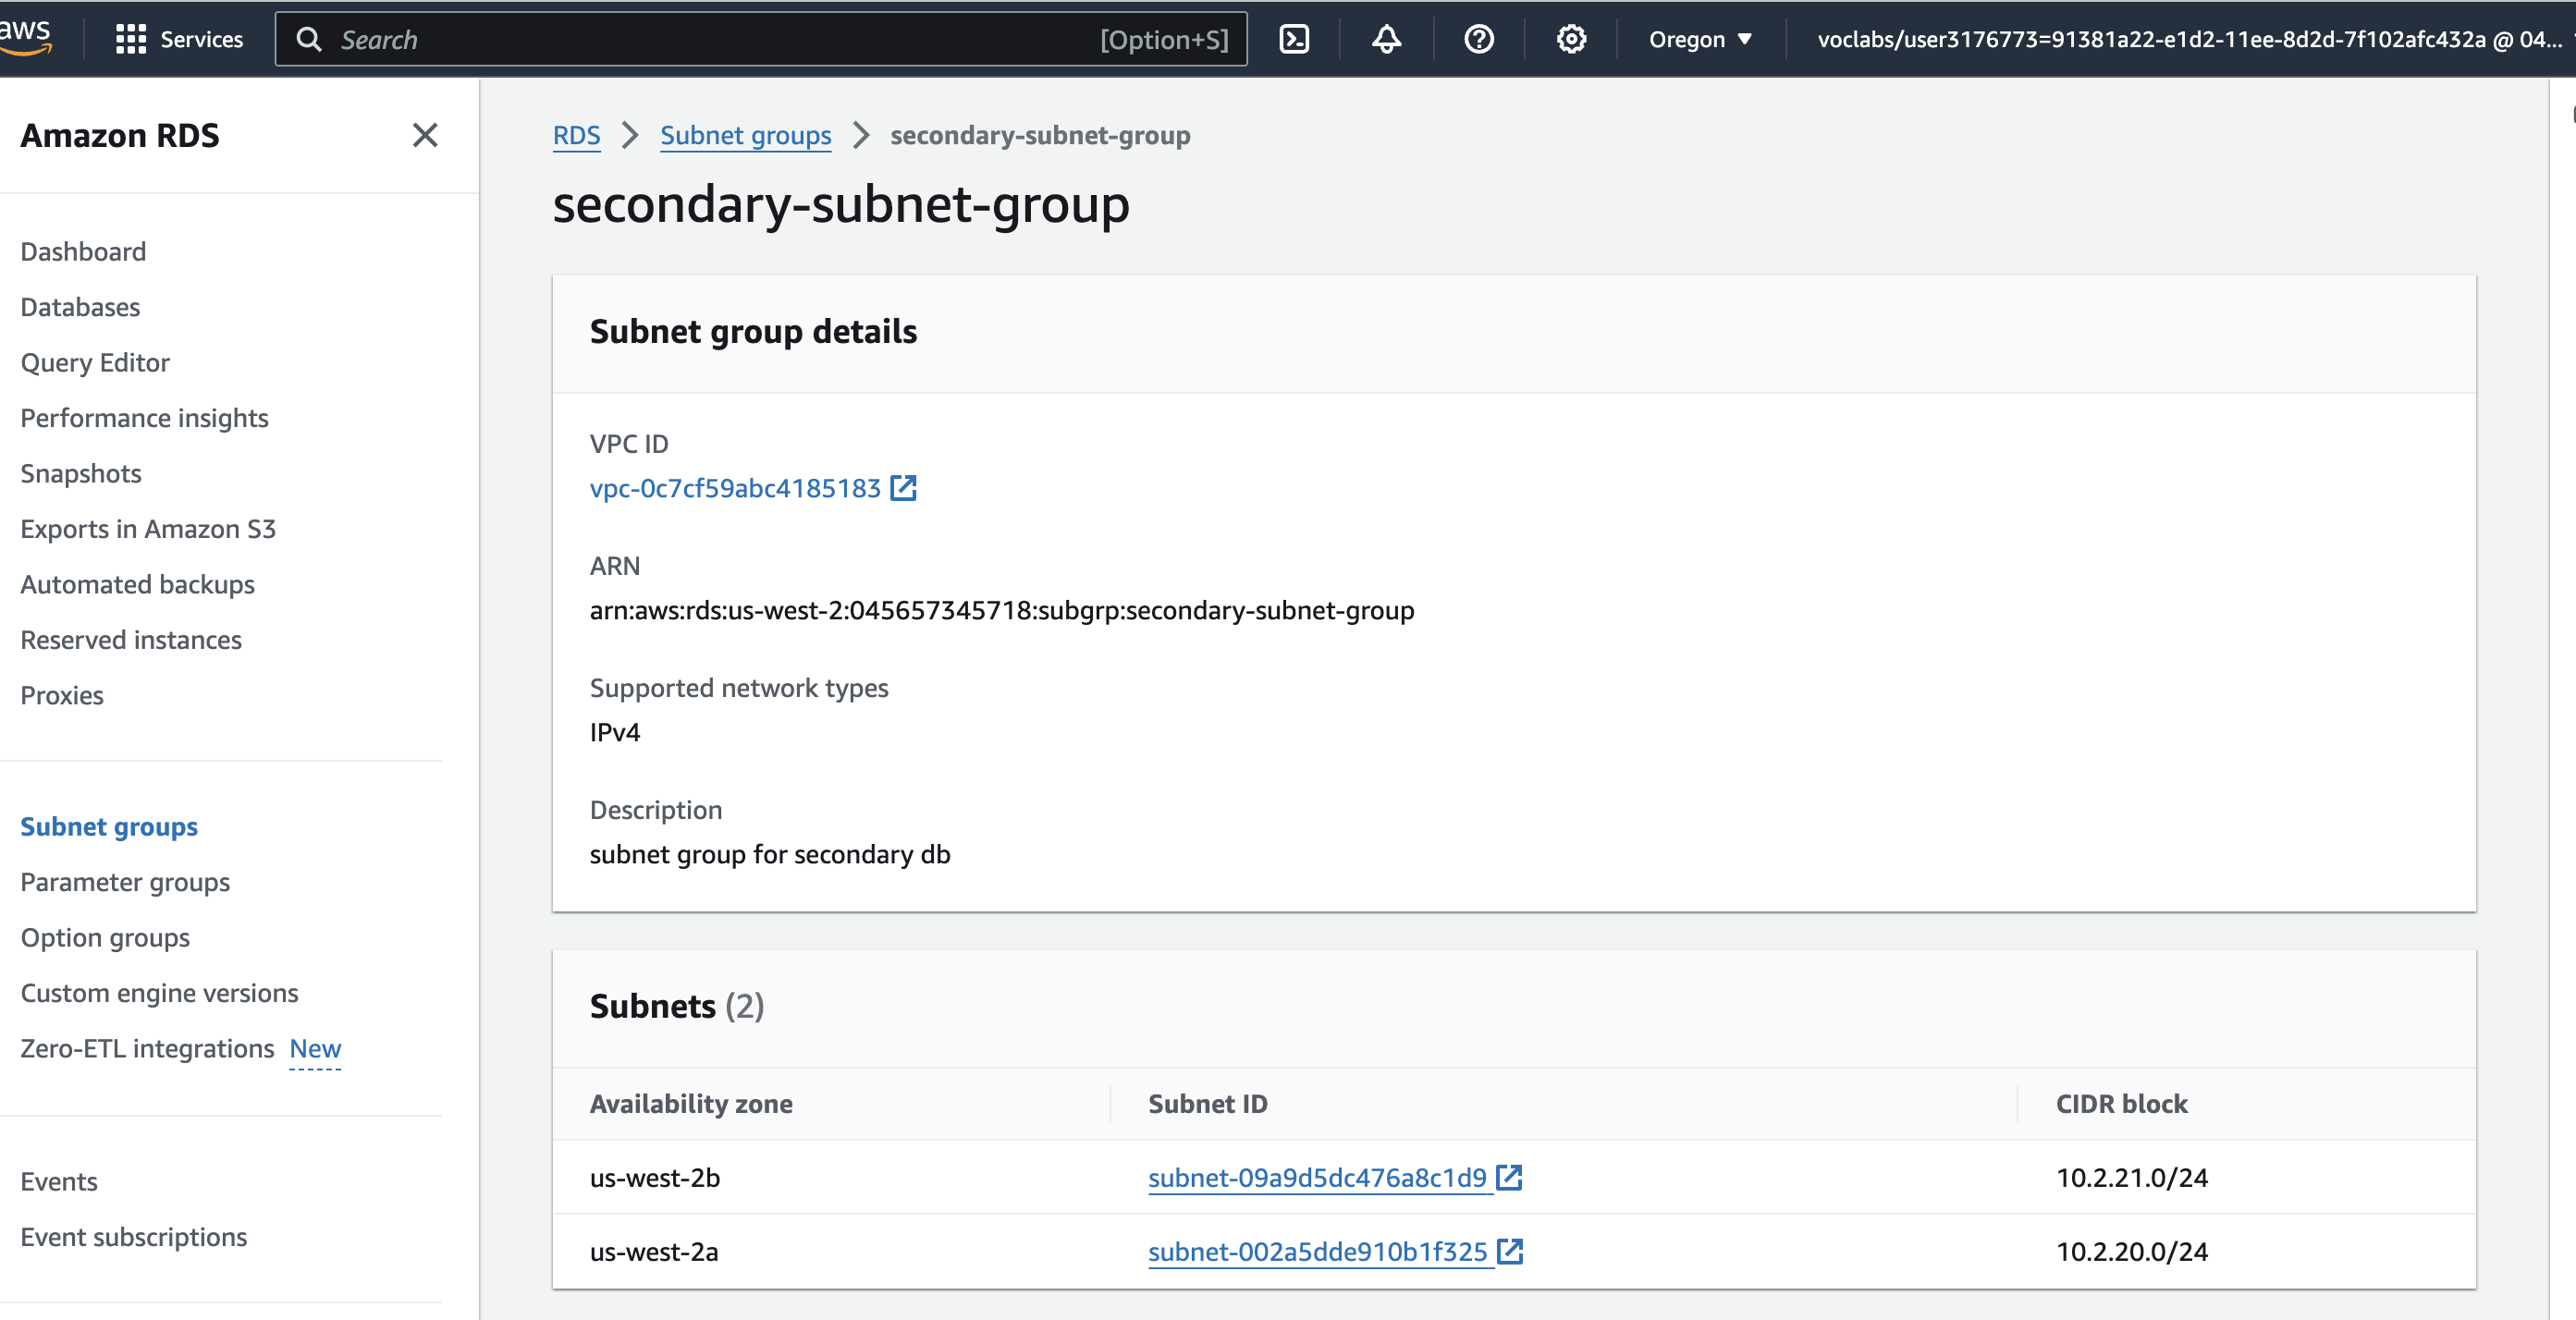 aws
Services
Search
[Option+S]
Oregon
voclabs/user3176773=91381a22-e1d2-11ee-8d2d-7f102afc432a @ 04...
Amazon RDS
Dashboard
Databases
Query Editor
Performance insights
Snapshots
Exports in Amazon S3
Automated backups
Reserved instances
Proxies
Subnet groups
Parameter groups
Option groups
Custom engine versions
Zero-ETL integrations New
Events
Event subscriptions
RDS > Subnet groups > secondary-subnet-group
secondary-subnet-group
Subnet group details
VPC ID
vpc-0c7cf59abc4185183
ARN
arn:aws:rds:us-west-2:045657345718:subgrp:secondary-subnet-group
Supported network types
IPv4
Description
subnet group for secondary db
Subnets (2)
Availability zone Subnet ID CIDR block
us-west-2b subnet-09a9d5dc476a8c1d9 10.2.21.0/24
us-west-2a subnet-002a5dde910b1f325 10.2.20.0/24